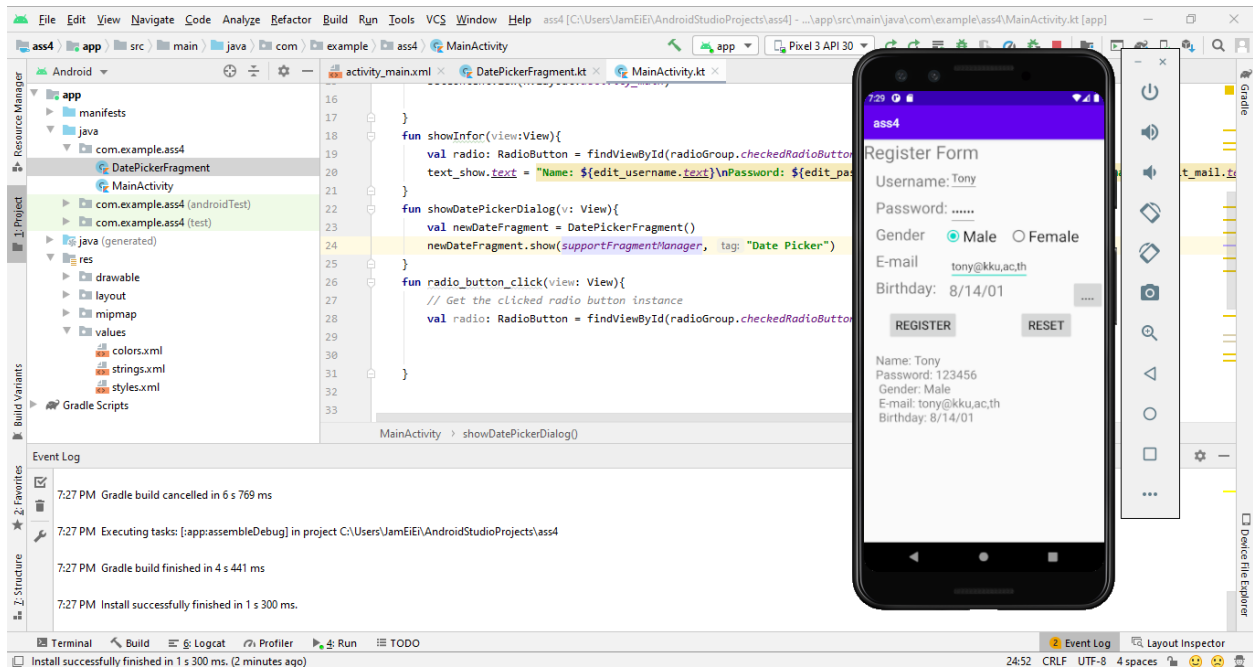 File Edit View Navigate Code Analyze Refactor Build Run Tools VCS Window Help ass4 [C:\Users\JamEiEi\AndroidStudioProjects\ass4] - ...\app\src\main\java\com\example\ass4\MainActivity.kt [app]
ass4 app src main java com example ass4 MainActivity app Pixel 3 API 30
Android activity_main.xml DatePickerFragment.kt MainActivity.kt
app
manifests
java
com.example.ass4
DatePickerFragment
MainActivity
com.example.ass4 (androidTest)
com.example.ass4 (test)
java (generated)
res
drawable
layout
mipmap
values
colors.xml
strings.xml
styles.xml
Gradle Scripts
Resource Manager
1: Project
Build Variants
2: Favorites
7: Structure
16
17 }
18 fun showInfor(view:View){
19 val radio: RadioButton = findViewById(radioGroup.checkedRadioButton
20 text_show.text = "Name: ${edit_username.text}\nPassword: ${edit_pas
t_mail.te
21 }
22 fun showDatePickerDialog(v: View){
23 val newDateFragment = DatePickerFragment()
24 newDateFragment.show(supportFragmentManager, tag: "Date Picker")
25 }
26 fun radio_button_click(view: View){
27 // Get the clicked radio button instance
28 val radio: RadioButton = findViewById(radioGroup.checkedRadioButton
29
30
31 }
32
33
MainActivity > showDatePickerDialog()
7:29
ass4
Register Form
Username: Tony
Password: ······
Gender Male Female
E-mail tony@kku,ac,th
Birthday: 8/14/01 ....
REGISTER RESET
Name: Tony
Password: 123456
Gender: Male
E-mail: tony@kku,ac,th
Birthday: 8/14/01
Gradle
Device File Explorer
Event Log
7:27 PM Gradle build cancelled in 6 s 769 ms
7:27 PM Executing tasks: [:app:assembleDebug] in project C:\Users\JamEiEi\AndroidStudioProjects\ass4
7:27 PM Gradle build finished in 4 s 441 ms
7:27 PM Install successfully finished in 1 s 300 ms.
Terminal Build 6: Logcat Profiler 4: Run TODO 2 Event Log Layout Inspector
Install successfully finished in 1 s 300 ms. (2 minutes ago) 24:52 CRLF UTF-8 4 spaces